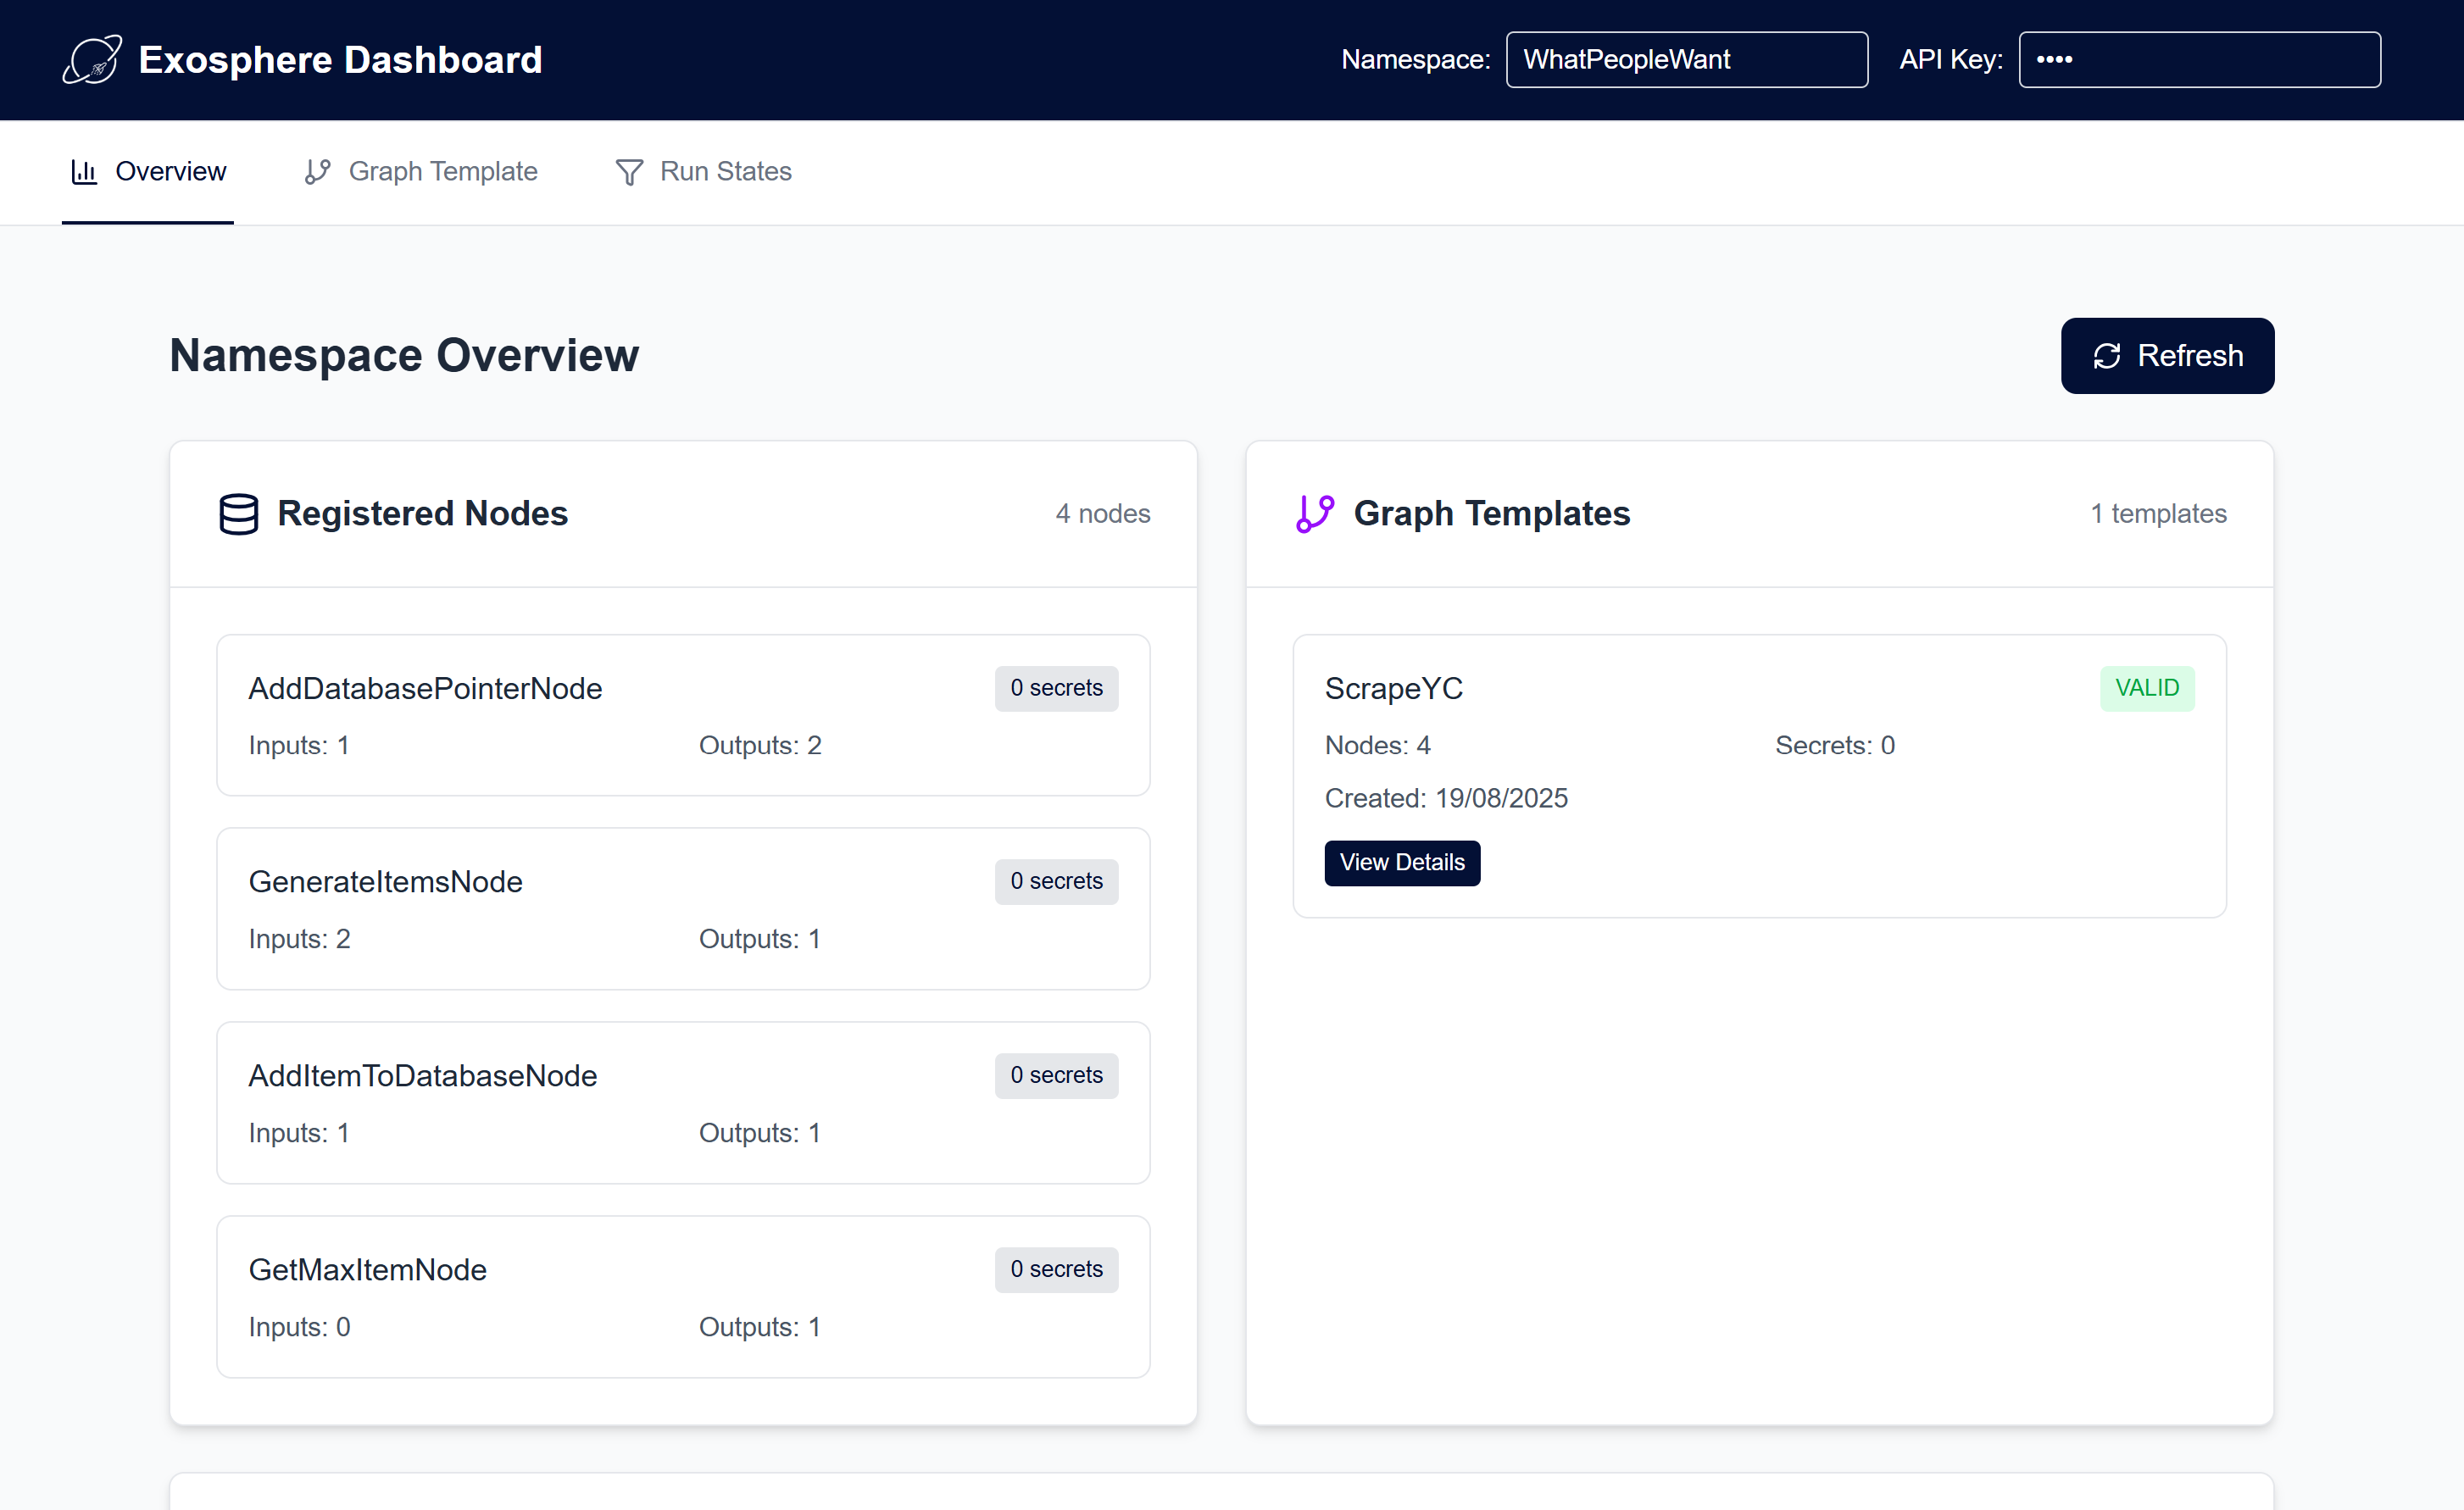 Exosphere Dashboard
Namespace: WhatPeopleWant API Key: ••••
Overview Graph Template Run States
Namespace Overview
Refresh
Registered Nodes 4 nodes
AddDatabasePointerNode 0 secrets
Inputs: 1 Outputs: 2
GenerateItemsNode 0 secrets
Inputs: 2 Outputs: 1
AddItemToDatabaseNode 0 secrets
Inputs: 1 Outputs: 1
GetMaxItemNode 0 secrets
Inputs: 0 Outputs: 1
Graph Templates 1 templates
ScrapeYC VALID
Nodes: 4 Secrets: 0
Created: 19/08/2025
View Details